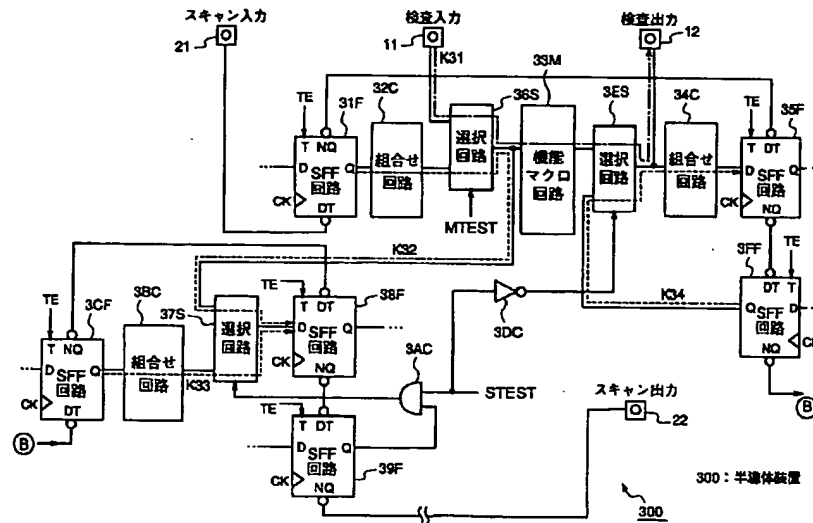 スキャン入力
21
検査入力
11
K31
検査出力
12
33M
36S
3ES
34C
32C
31F
35F
TE
TE
T NQ
D SFF Q
回路
CK
DT
組合せ
回路
選択
回路
MTEST
機能
マクロ
回路
選択
回路
組合せ
回路
T DT
D SFF Q
回路
CK
NQ
K32
3FF
TE
DT T
Q SFF D
回路
CK
NQ
K34
TE
3CF
T NQ
D SFF Q
回路
CK
DT
3BC
組合せ
回路
K33
37S
選択
回路
TE
38F
T DT
D SFF Q
回路
CK
NQ
3AC
3DC
STEST
TE
T DT
D SFF Q
回路
CK
NQ
39F
スキャン出力
22
B
B
300:半導体装置
300